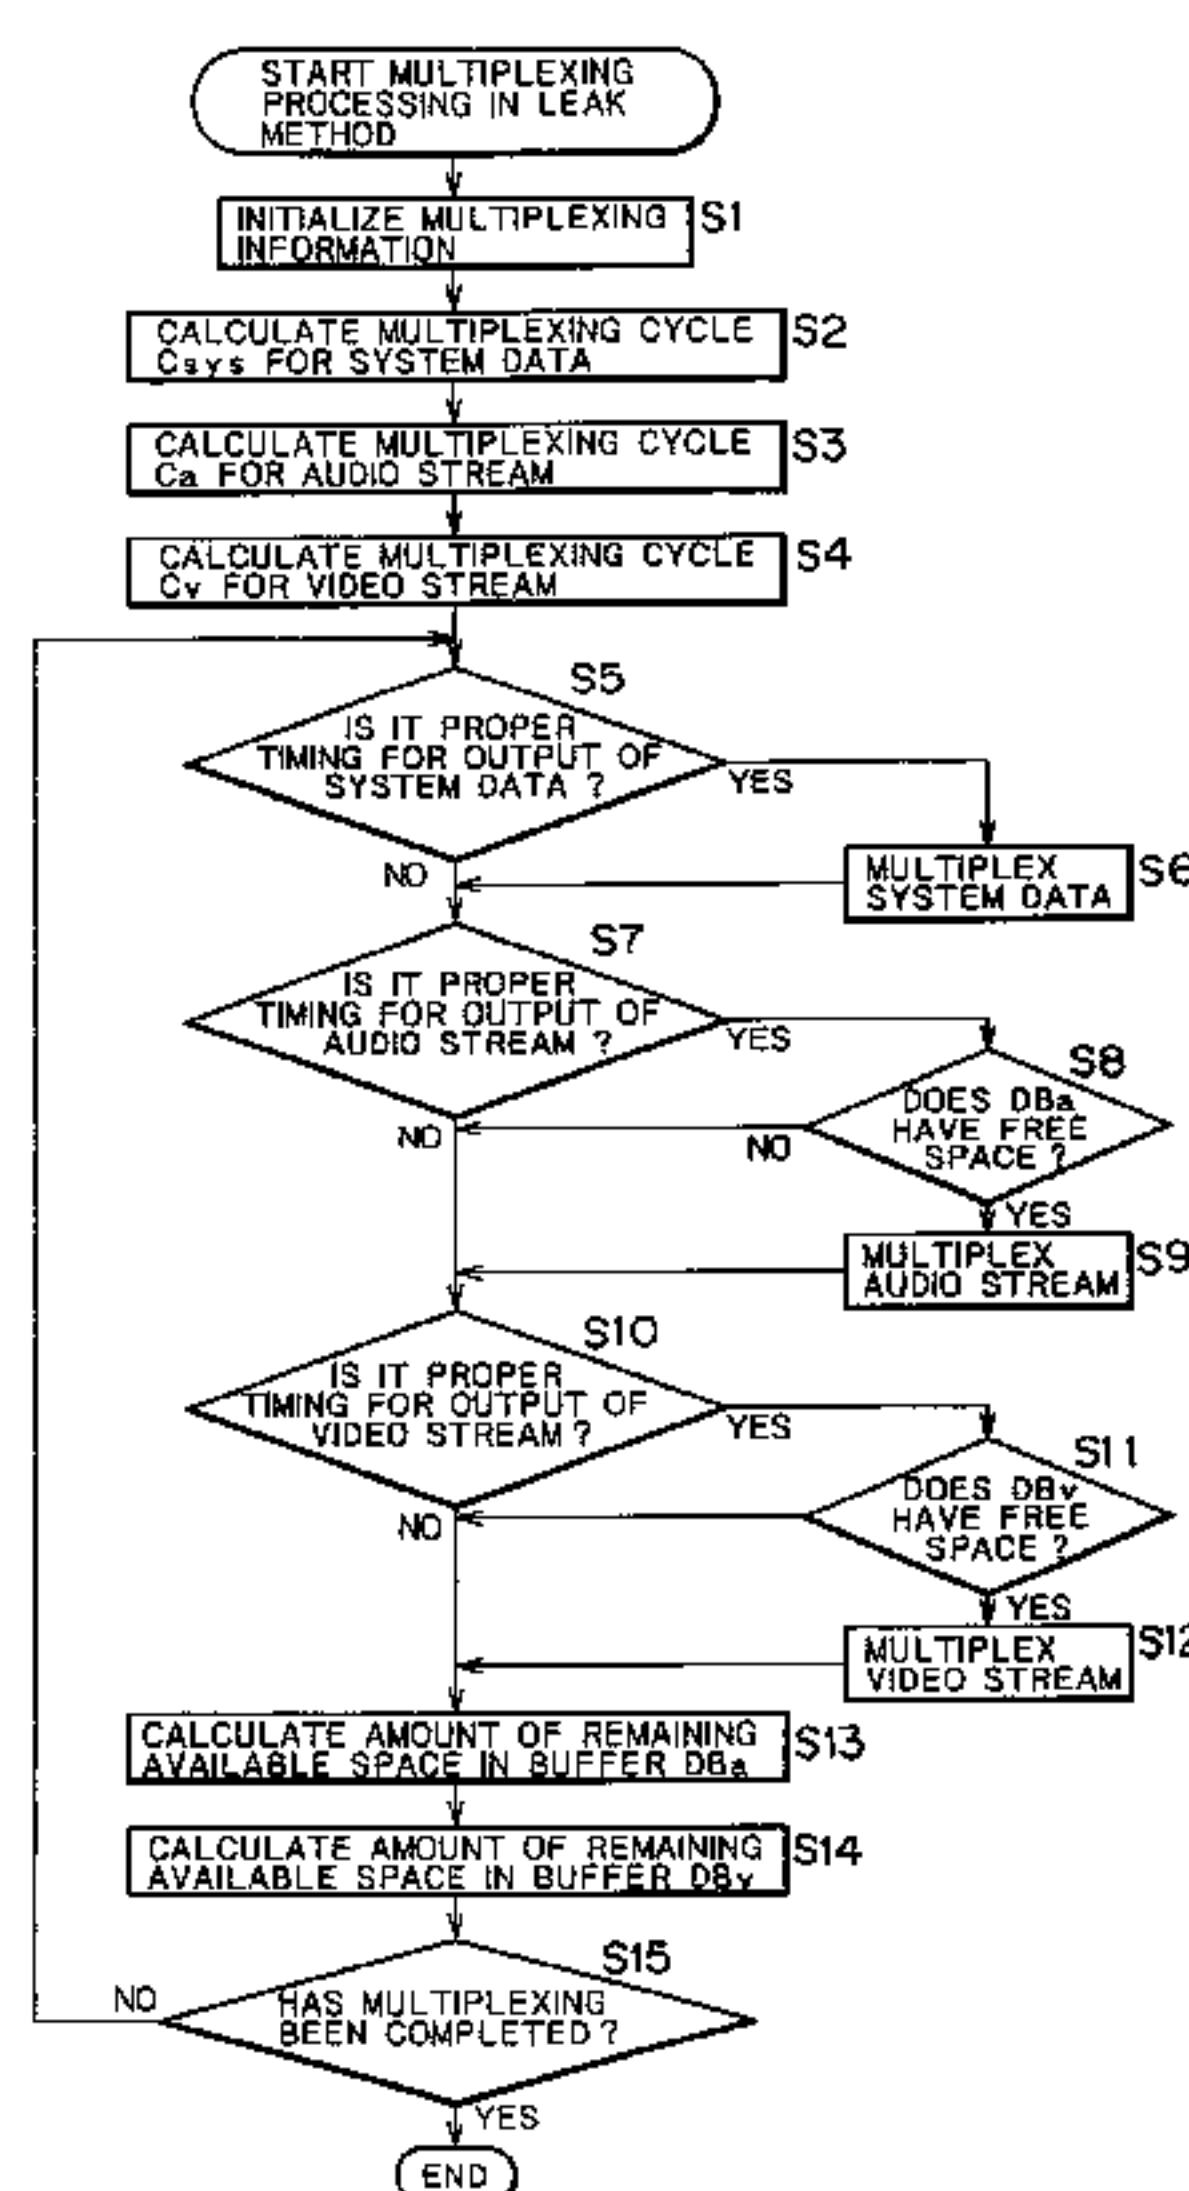 START MULTIPLEXING
PROCESSING IN LEAK
METHOD
INITIALIZE MULTIPLEXING
INFORMATION
S1
CALCULATE MULTIPLEXING CYCLE
Csys FOR SYSTEM DATA
S2
CALCULATE MULTIPLEXING CYCLE
Ca FOR AUDIO STREAM
S3
CALCULATE MULTIPLEXING CYCLE
Cv FOR VIDEO STREAM
S4
S5
IS IT PROPER
TIMING FOR OUTPUT OF
SYSTEM DATA ?
YES
NO
MULTIPLEX
SYSTEM DATA
S6
S7
IS IT PROPER
TIMING FOR OUTPUT OF
AUDIO STREAM ?
YES
NO
S8
DOES DBa
HAVE FREE
SPACE ?
NO
YES
MULTIPLEX
AUDIO STREAM
S9
S10
IS IT PROPER
TIMING FOR OUTPUT OF
VIDEO STREAM ?
YES
NO
S11
DOES DBv
HAVE FREE
SPACE ?
YES
MULTIPLEX
VIDEO STREAM
S12
CALCULATE AMOUNT OF REMAINING
AVAILABLE SPACE IN BUFFER DBa
S13
CALCULATE AMOUNT OF REMAINING
AVAILABLE SPACE IN BUFFER DBv
S14
S15
HAS MULTIPLEXING
BEEN COMPLETED ?
NO
YES
END